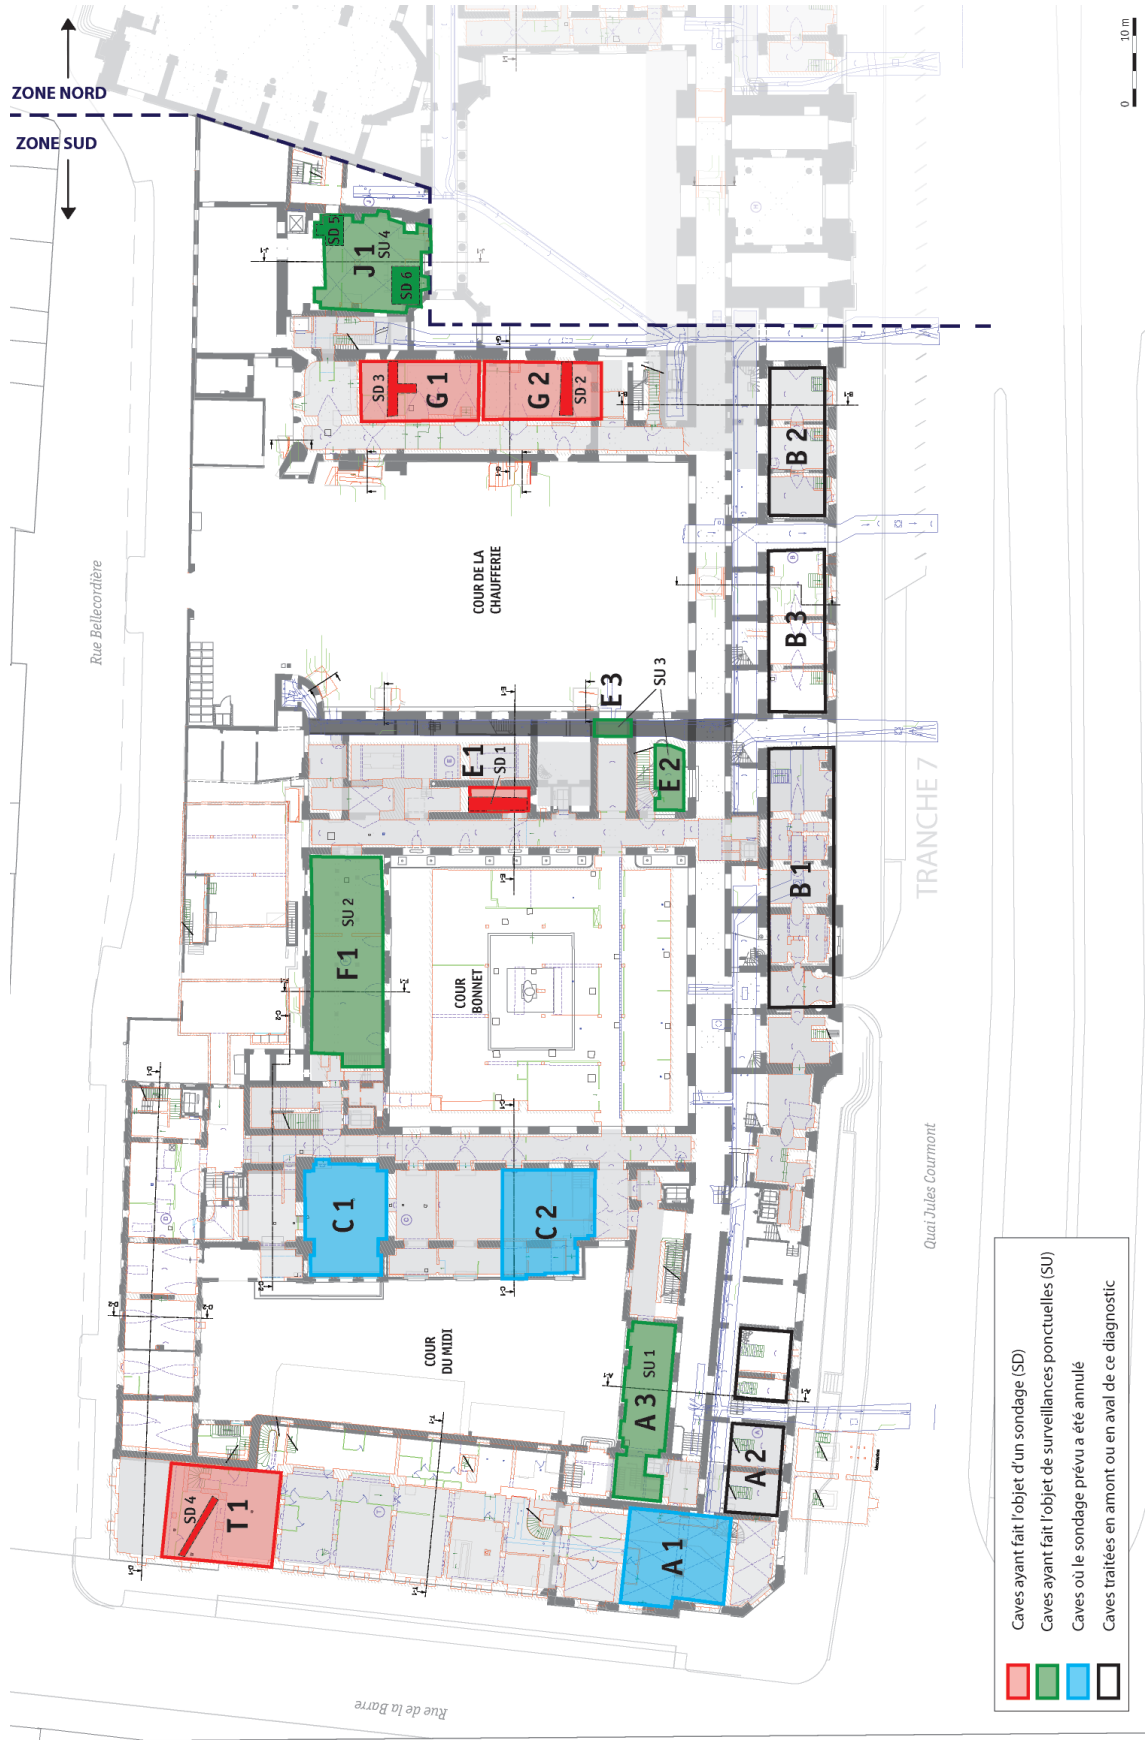 ZONE NORD
ZONE SUD
0 10 m
Rue Bellecordière
SD 5
J 1
SU 4
SD 6
SD 3
G 1
G 2
SD 2
B 2
COUR DE LA
CHAUFFERIE
B 3
E 3
SU 3
E 1
SD 1
E 2
TRANCHE 7
B 1
F 1
SU 2
COUR
BONNET
C 1
C 2
Quai Jules Courmont
COUR
DU MIDI
A 3
SU 1
A 2
SD 4
T 1
A 1
Rue de la Barre
Caves ayant fait l'objet d'un sondage (SD)
Caves ayant fait l'objet de surveillances ponctuelles (SU)
Caves où le sondage prévu a été annulé
Caves traitées en amont ou en aval de ce diagnostic